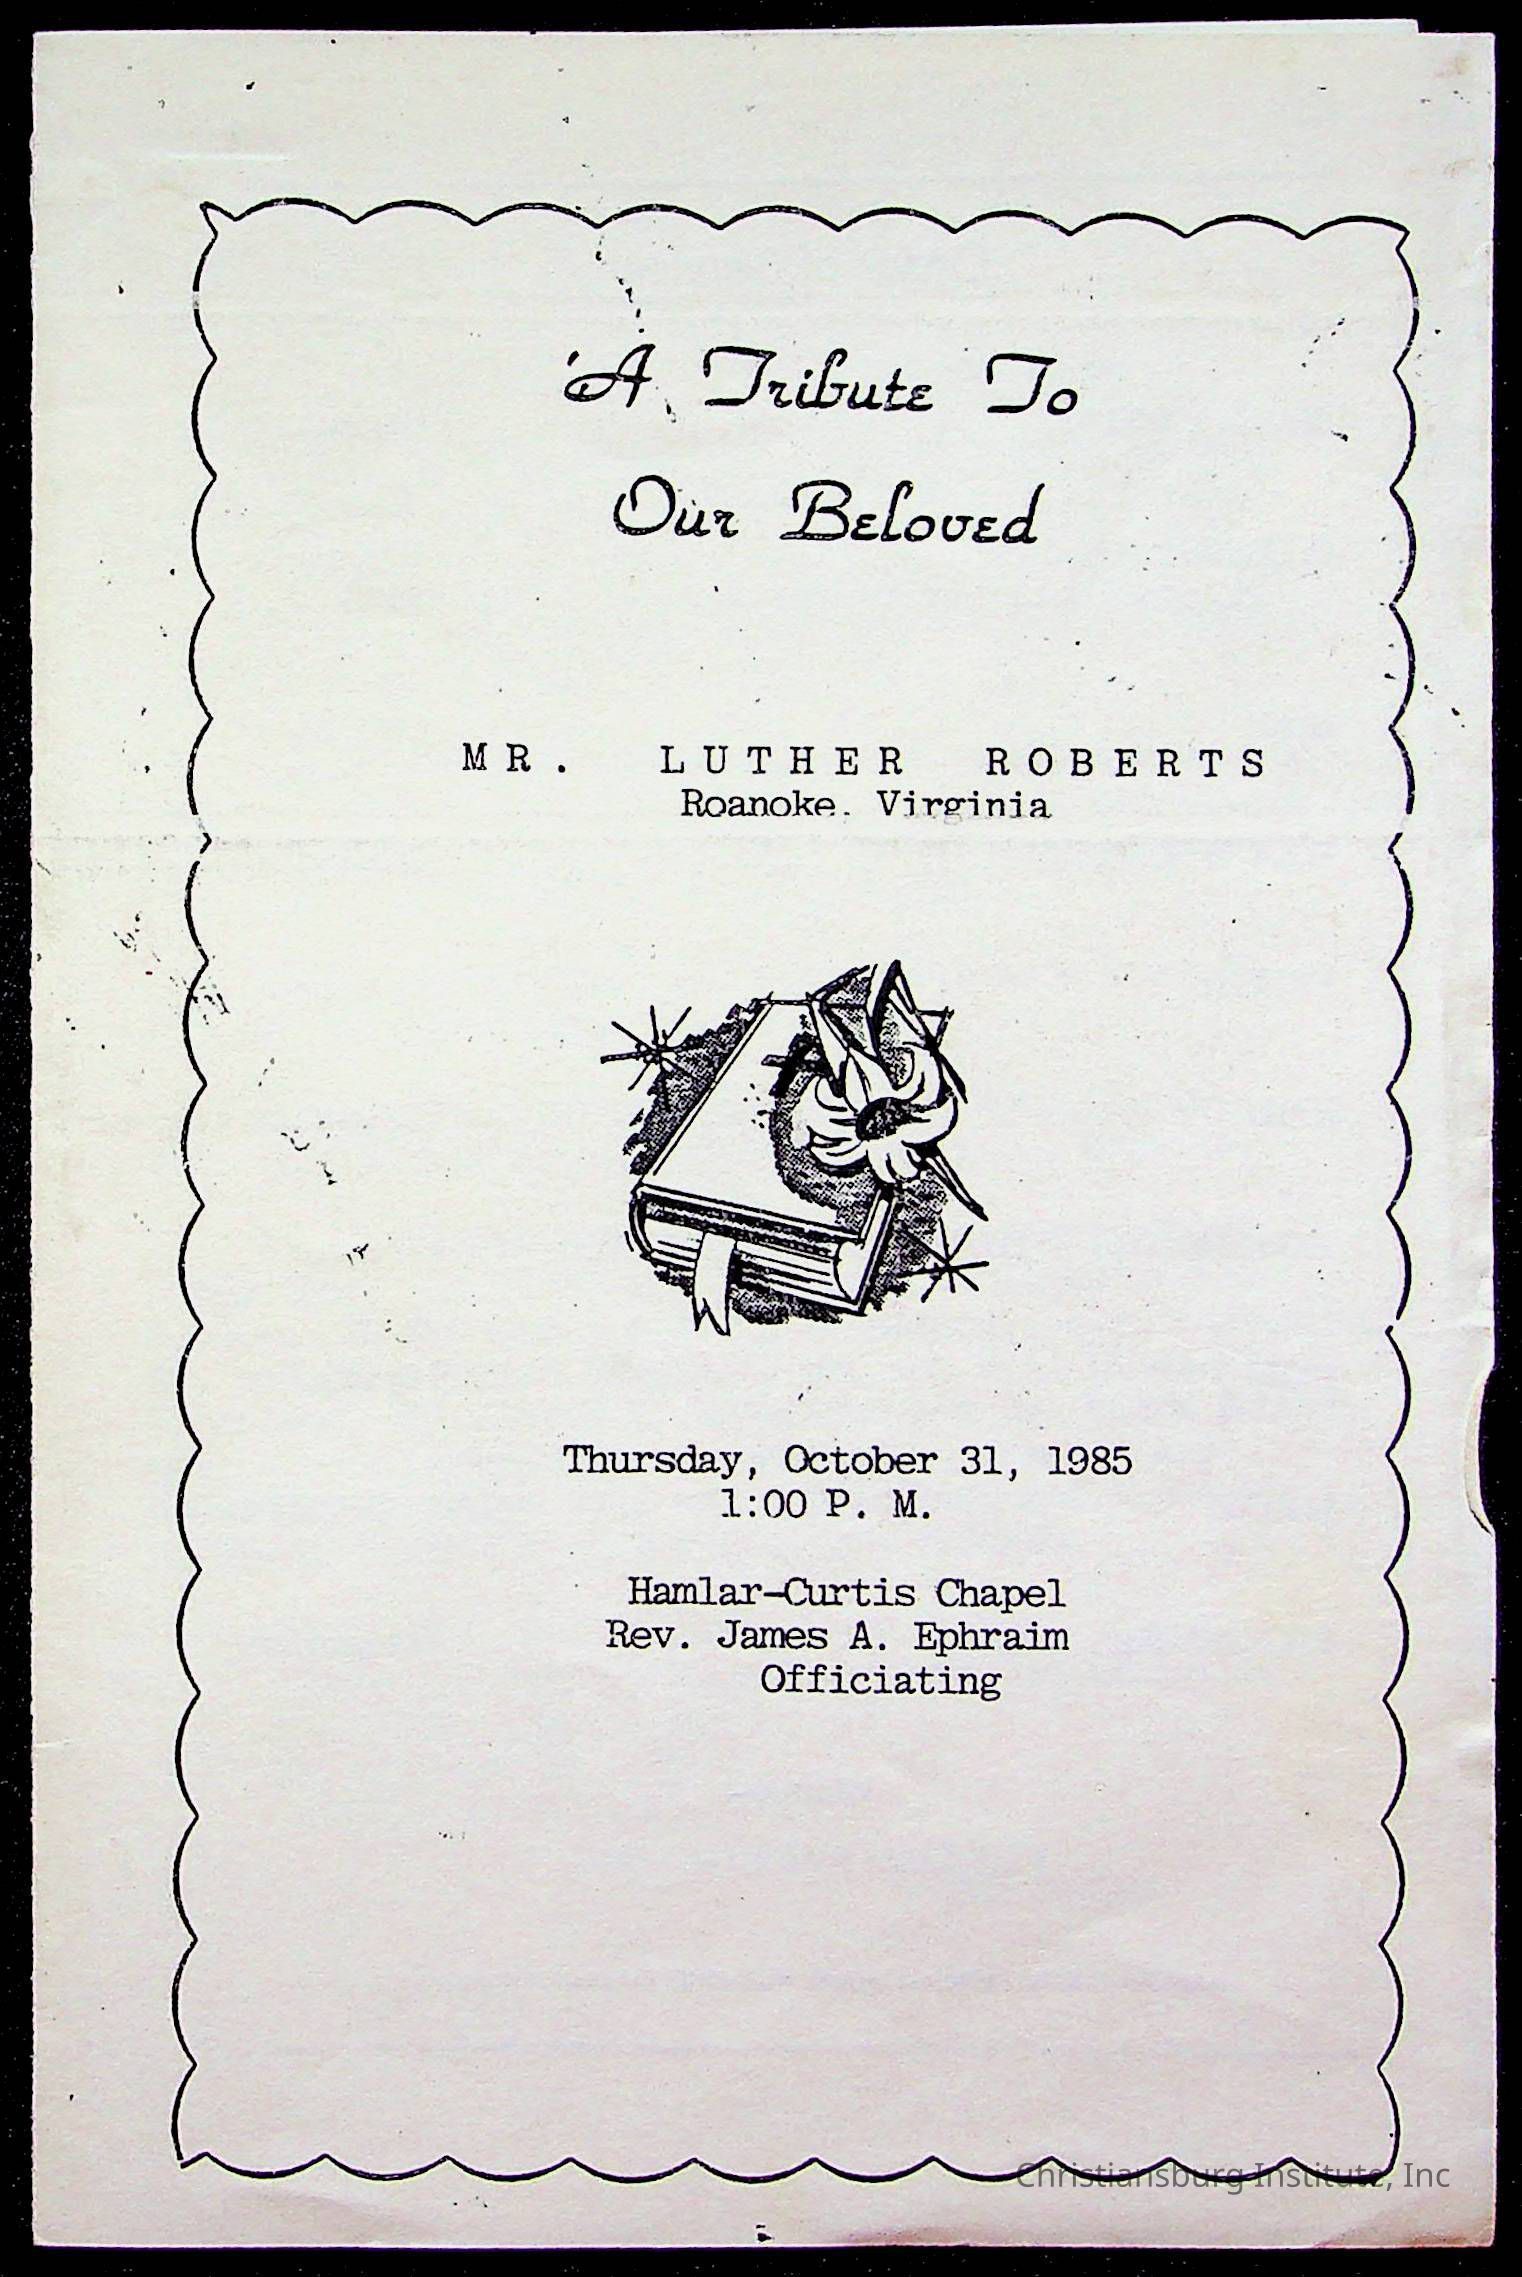 A Tribute To
Our Beloved
MR. LUTHER ROBERTS
Roanoke, Virginia
Thursday, October 31, 1985
1:00 P. M.
Hamlar-Curtis Chapel
Rev. James A. Ephraim
Officiating
Christiansburg Institute, Inc